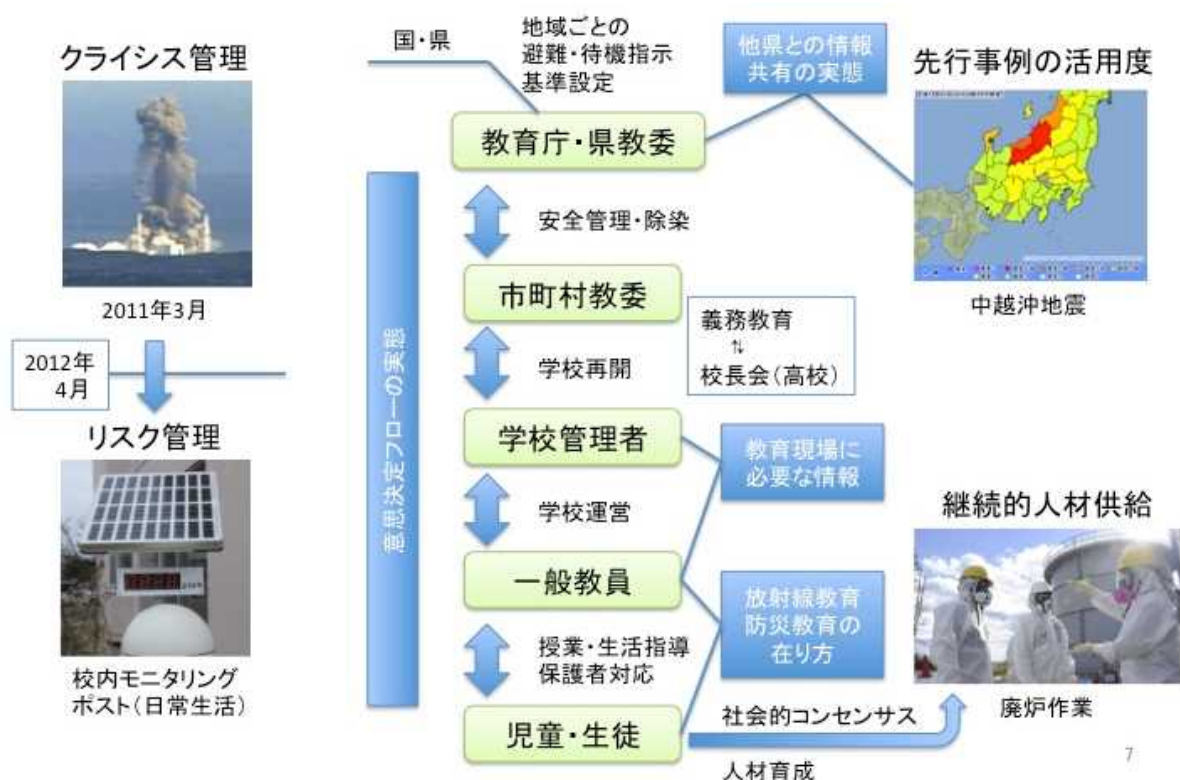 クライシス管理
2011年3月
2012年
4月
リスク管理
校内モニタリング
ポスト(日常生活)
国・県
地域ごとの
避難・待機指示
基準設定
教育庁・県教委
安全管理・除染
市町村教委
学校再開
学校管理者
学校運営
一般教員
授業・生活指導
保護者対応
児童・生徒
意思決定フローの実態
義務教育
⇅
校長会(高校)
他県との情報
共有の実態
教育現場に
必要な情報
放射線教育
防災教育の
在り方
社会的コンセンサス
人材育成
先行事例の活用度
中越沖地震
継続的人材供給
廃炉作業
7